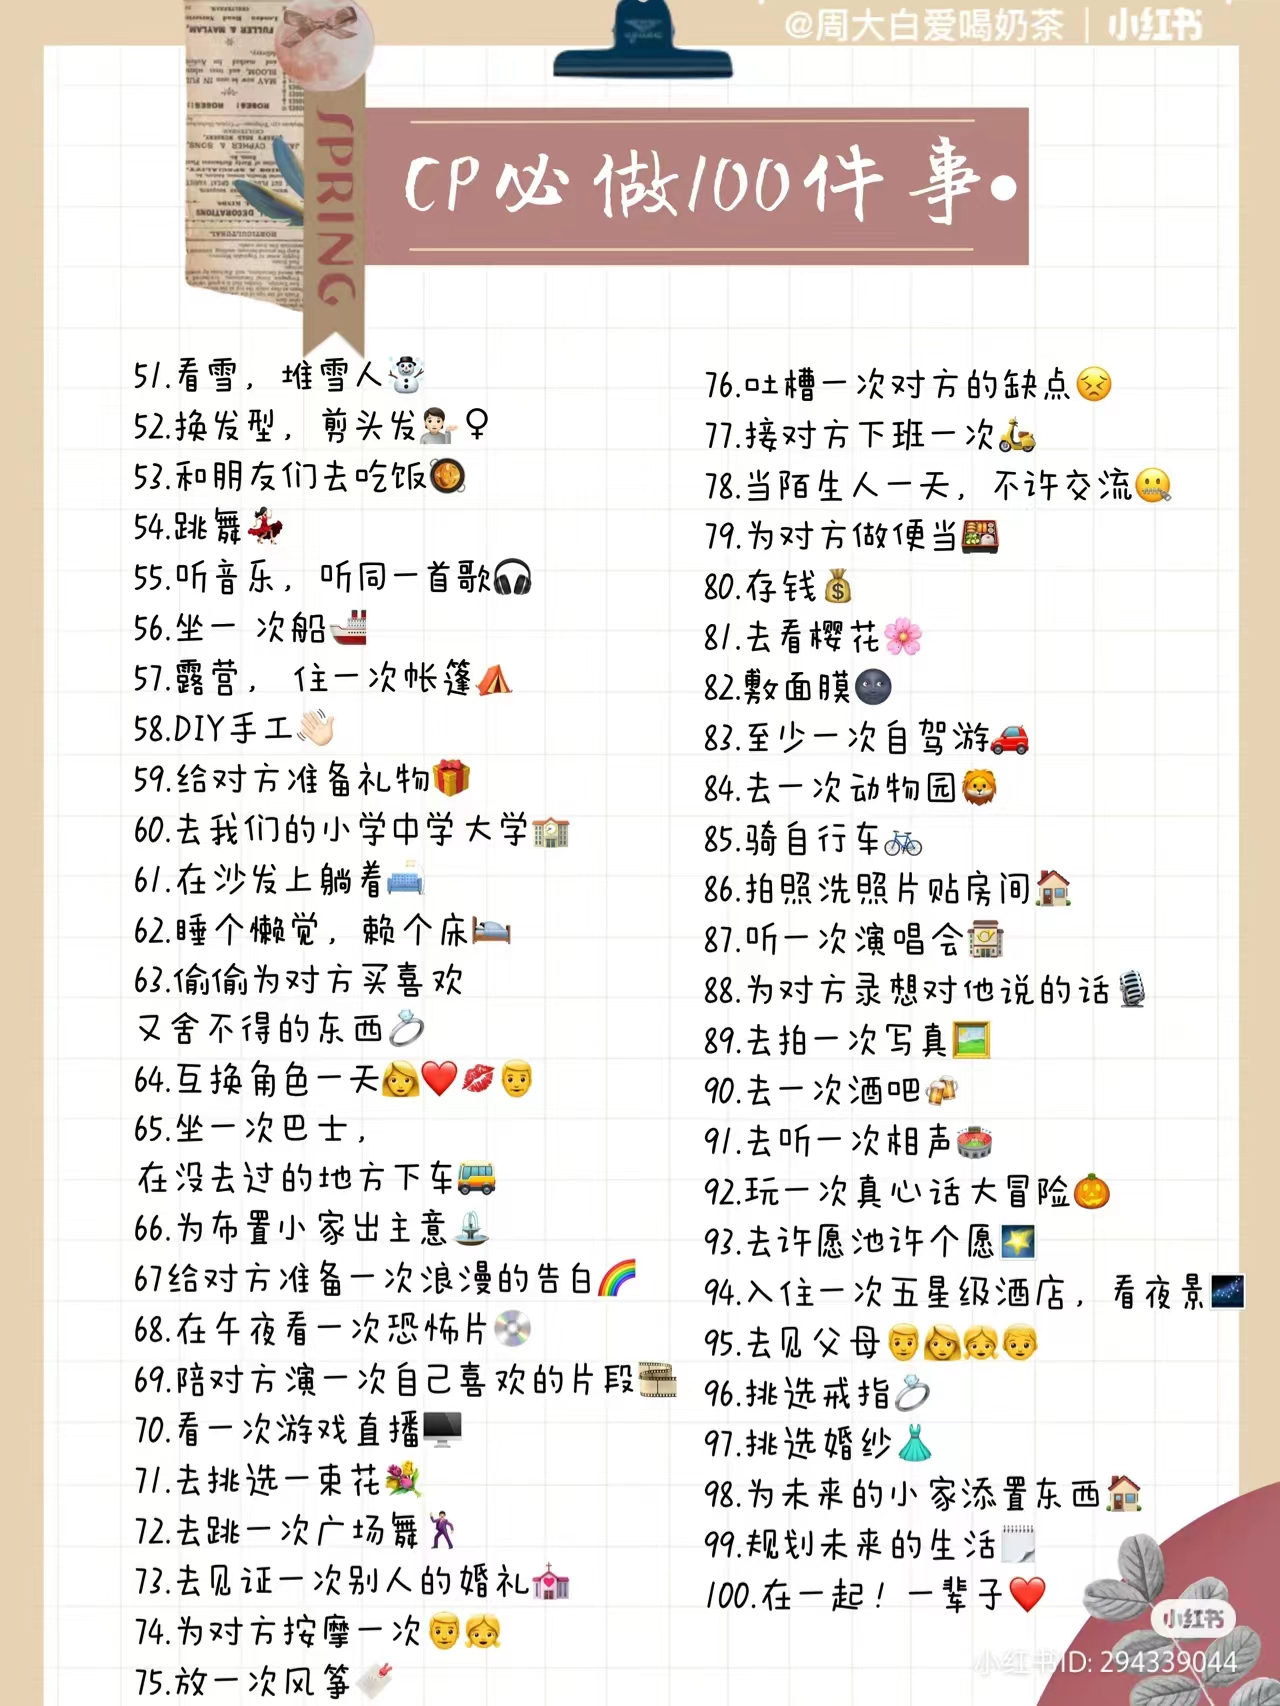 @周大白爱喝奶茶 | 小红书
SPRING
CP必做100件事
51.看雪，堆雪人
52.换发型，剪头发
53.和朋友们去吃饭
54.跳舞
55.听音乐，听同一首歌
56.坐一 次船
57.露营， 住一次帐篷
58.DIY手工
59.给对方准备礼物
60.去我们的小学中学大学
61.在沙发上躺着
62.睡个懒觉，赖个床
63.偷偷为对方买喜欢
又舍不得的东西
64.互换角色一天
65.坐一次巴士，
在没去过的地方下车
66.为布置小家出主意
67给对方准备一次浪漫的告白
68.在午夜看一次恐怖片
69.陪对方演一次自己喜欢的片段
70.看一次游戏直播
71.去挑选一束花
72.去跳一次广场舞
73.去见证一次别人的婚礼
74.为对方按摩一次
75.放一次风筝
76.吐槽一次对方的缺点
77.接对方下班一次
78.当陌生人一天，不许交流
79.为对方做便当
80.存钱
81.去看樱花
82.敷面膜
83.至少一次自驾游
84.去一次动物园
85.骑自行车
86.拍照洗照片贴房间
87.听一次演唱会
88.为对方录想对他说的话
89.去拍一次写真
90.去一次酒吧
91.去听一次相声
92.玩一次真心话大冒险
93.去许愿池许个愿
94.入住一次五星级酒店，看夜景
95.去见父母
96.挑选戒指
97.挑选婚纱
98.为未来的小家添置东西
99.规划未来的生活
100.在一起！一辈子
小红书
小红书ID: 294339044